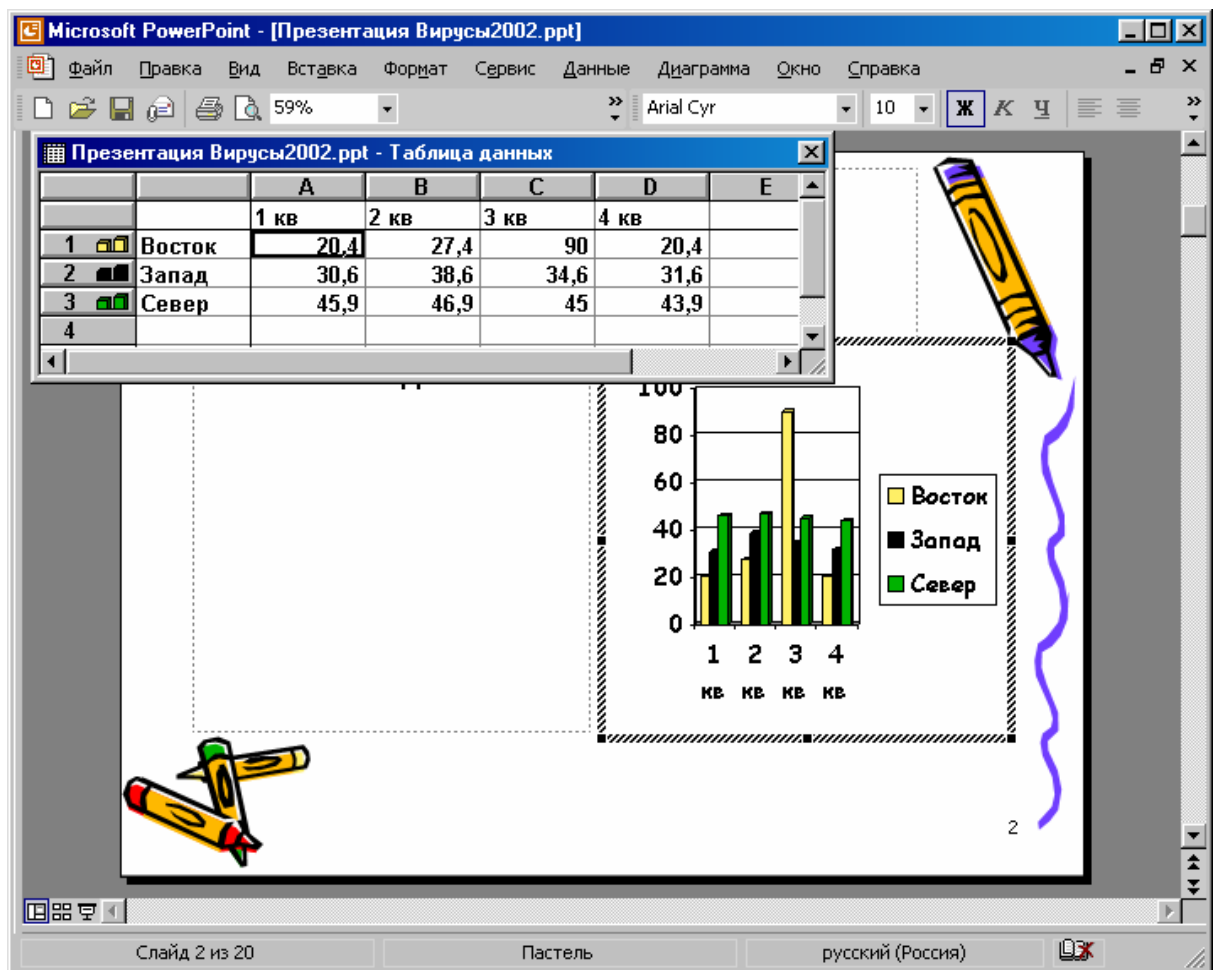 Microsoft PowerPoint - [Презентация Вирусы2002.ppt]
Файл Правка Вид Вставка Формат Сервис Данные Диаграмма Окно Справка
59% Arial Cyr 10 Ж К Ч
Презентация Вирусы2002.ppt - Таблица данных
A B C D E
1 кв 2 кв 3 кв 4 кв
1 Восток 20,4 27,4 90 20,4
2 Запад 30,6 38,6 34,6 31,6
3 Север 45,9 46,9 45 43,9
4
100
80
60
40
20
0
1 2 3 4
кв кв кв кв
Восток
Запад
Север
2
Слайд 2 из 20 Пастель русский (Россия)